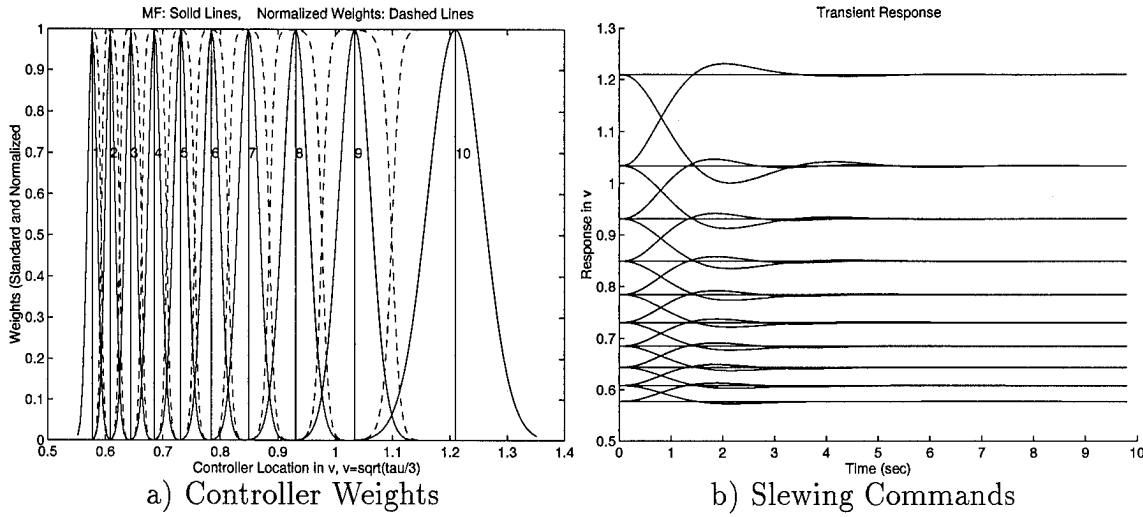 MF: Solid Lines,    Normalized Weights: Dashed Lines
Weights (Standard and Normalized)
1
0.9
0.8
0.7
0.6
0.5
0.4
0.3
0.2
0.1
0
1 2 3 4 5 6 7 8 9 10
0.5 0.6 0.7 0.8 0.9 1 1.1 1.2 1.3 1.4
Controller Location in v, v=sqrt(tau/3)
a) Controller Weights
Transient Response
Response in v
1.3
1.2
1.1
1
0.9
0.8
0.7
0.6
0.5
0 1 2 3 4 5 6 7 8 9 10
Time (sec)
b) Slewing Commands